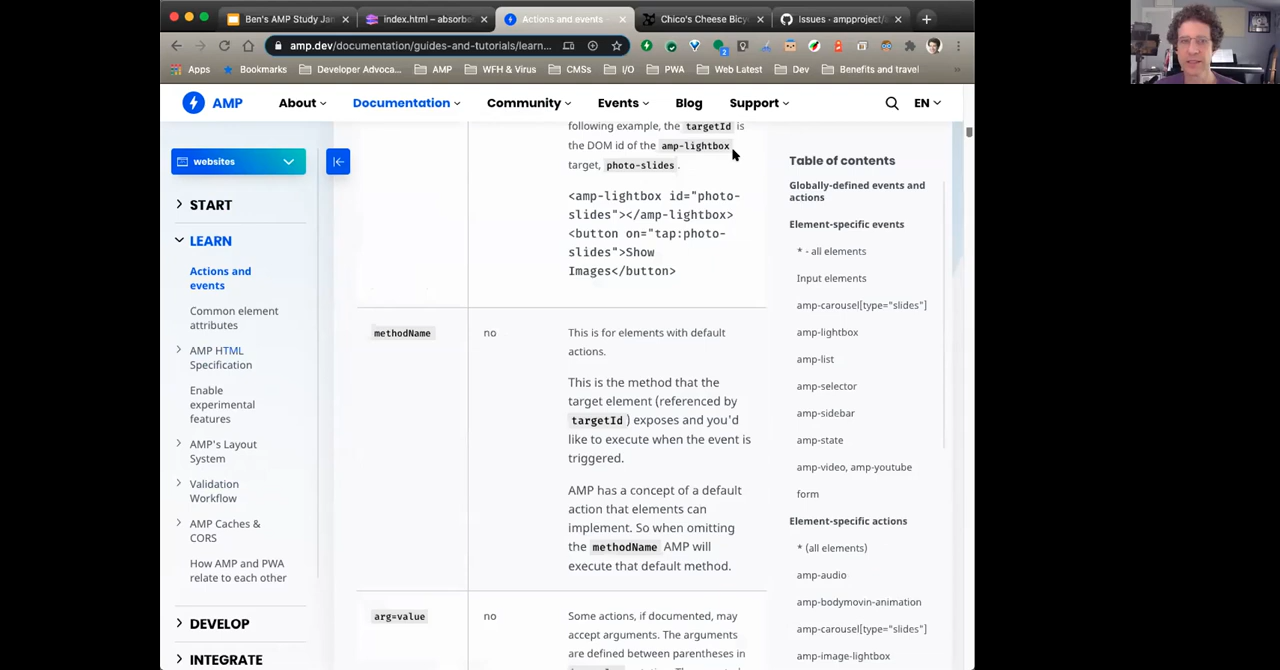 Ben's AMP Study Jan
index.html – absorbe
Actions and events
Chico's Cheese Bicy
Issues · ampproject/a
amp.dev/documentation/guides-and-tutorials/learn...
2
Apps
Bookmarks
Developer Advoca...
AMP
WFH & Virus
CMSs
I/O
PWA
Web Latest
Dev
Benefits and travel
»
AMP
About
Documentation
Community
Events
Blog
Support
EN
websites
START
LEARN
Actions and
events
Common element
attributes
AMP HTML
Specification
Enable
experimental
features
AMP's Layout
System
Validation
Workflow
AMP Caches &
CORS
How AMP and PWA
relate to each other
DEVELOP
INTEGRATE
following example, the targetId is
the DOM id of the amp-lightbox
target, photo-slides.
<amp-lightbox id="photo-
slides"></amp-lightbox>
<button on="tap:photo-
slides">Show
Images</button>
methodName
no
This is for elements with default
actions.
This is the method that the
target element (referenced by
targetId) exposes and you'd
like to execute when the event is
triggered.
AMP has a concept of a default
action that elements can
implement. So when omitting
the methodName AMP will
execute that default method.
arg=value
no
Some actions, if documented, may
accept arguments. The arguments
are defined between parentheses in
Table of contents
Globally-defined events and
actions
Element-specific events
* - all elements
Input elements
amp-carousel[type="slides"]
amp-lightbox
amp-list
amp-selector
amp-sidebar
amp-state
amp-video, amp-youtube
form
Element-specific actions
* (all elements)
amp-audio
amp-bodymovin-animation
amp-carousel[type="slides"]
amp-image-lightbox